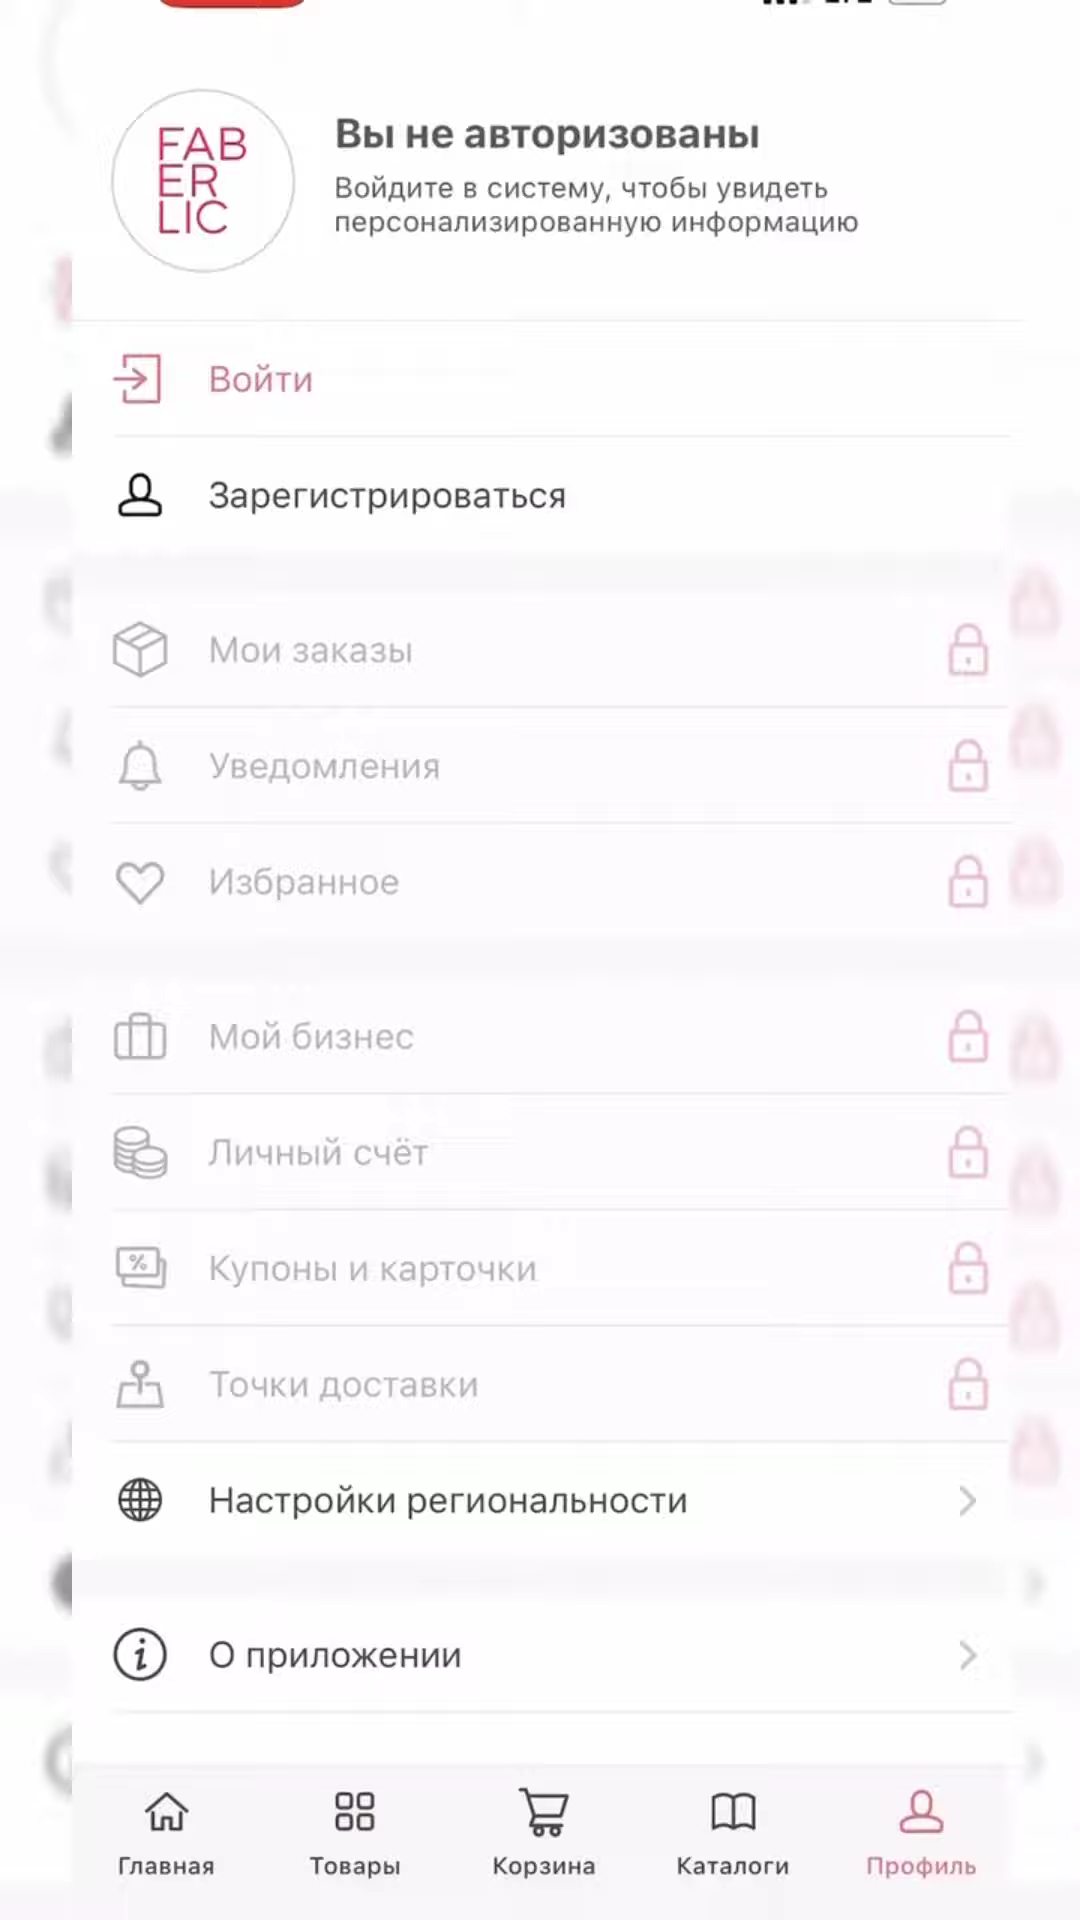 FAB
ER
LIC
Вы не авторизованы
Войдите в систему, чтобы увидеть
персонализированную информацию
Войти
Зарегистрироваться
Мои заказы
Уведомления
Избранное
Мой бизнес
Личный счёт
%
Купоны и карточки
Точки доставки
Настройки региональности
i
О приложении
Главная
Товары
Корзина
Каталоги
Профиль